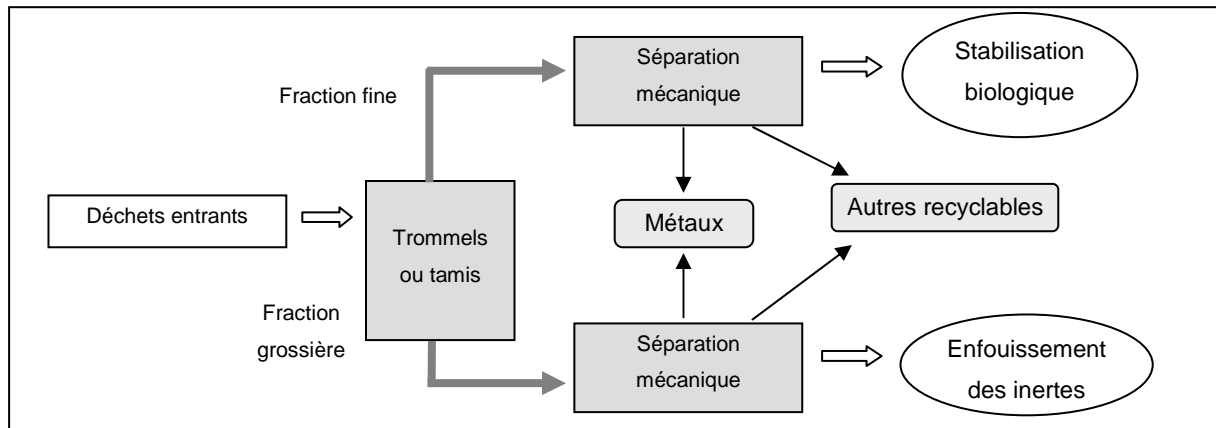 Déchets entrants
Trommels
ou tamis
Fraction fine
Séparation
mécanique
Stabilisation
biologique
Métaux
Autres recyclables
Fraction
grossière
Séparation
mécanique
Enfouissement
des inertes